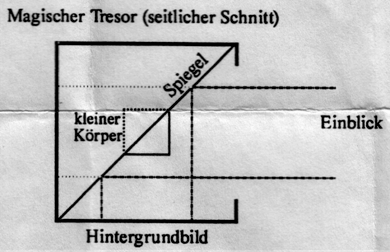 Magischer Tresor (seitlicher Schnitt)
Spiegel
kleiner
Körper
Einblick
Hintergrundbild